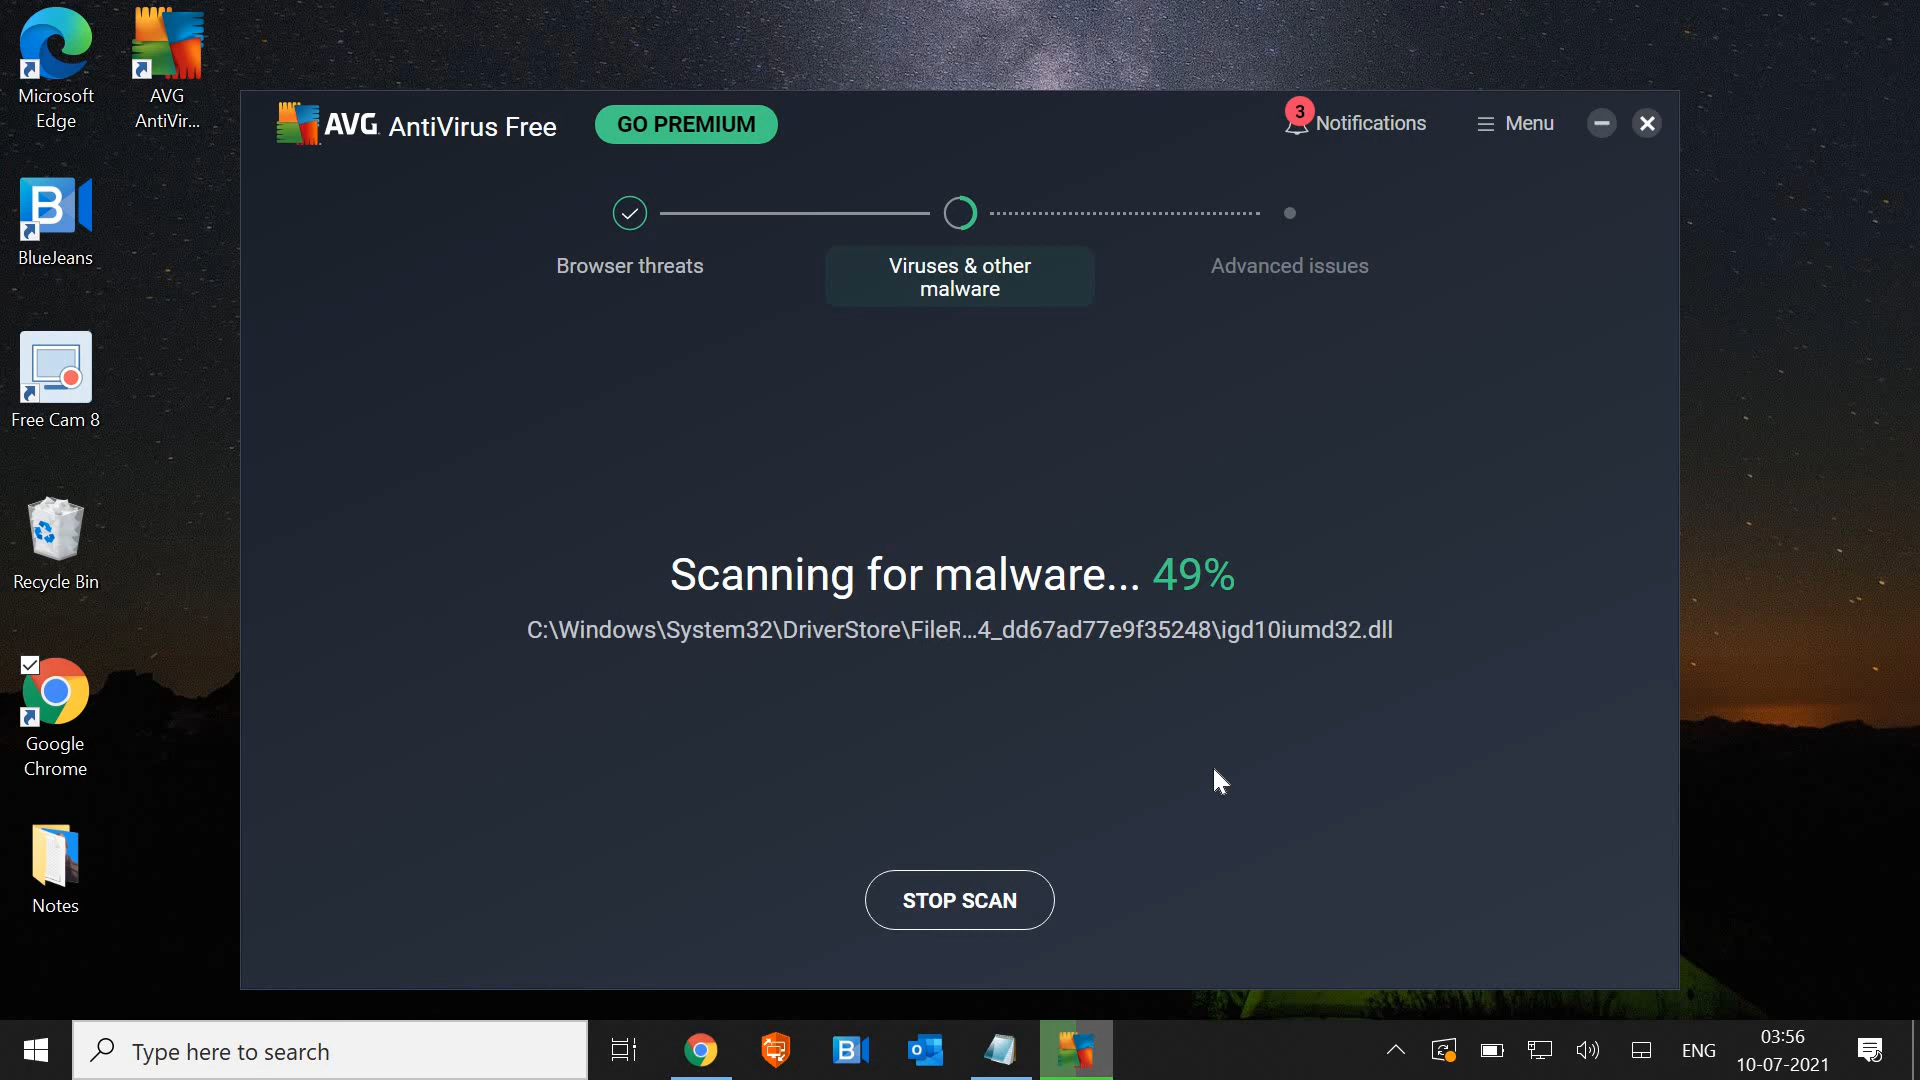 Microsoft
Edge
AVG
AntiVir...
BlueJeans
Free Cam 8
Recycle Bin
Google
Chrome
Notes
AVG AntiVirus Free
GO PREMIUM
3
Notifications
Menu
Browser threats
Viruses & other
malware
Advanced issues
Scanning for malware... 49%
C:\Windows\System32\DriverStore\FileR...4_dd67ad77e9f35248\igd10iumd32.dll
STOP SCAN
Type here to search
ENG
03:56
10-07-2021